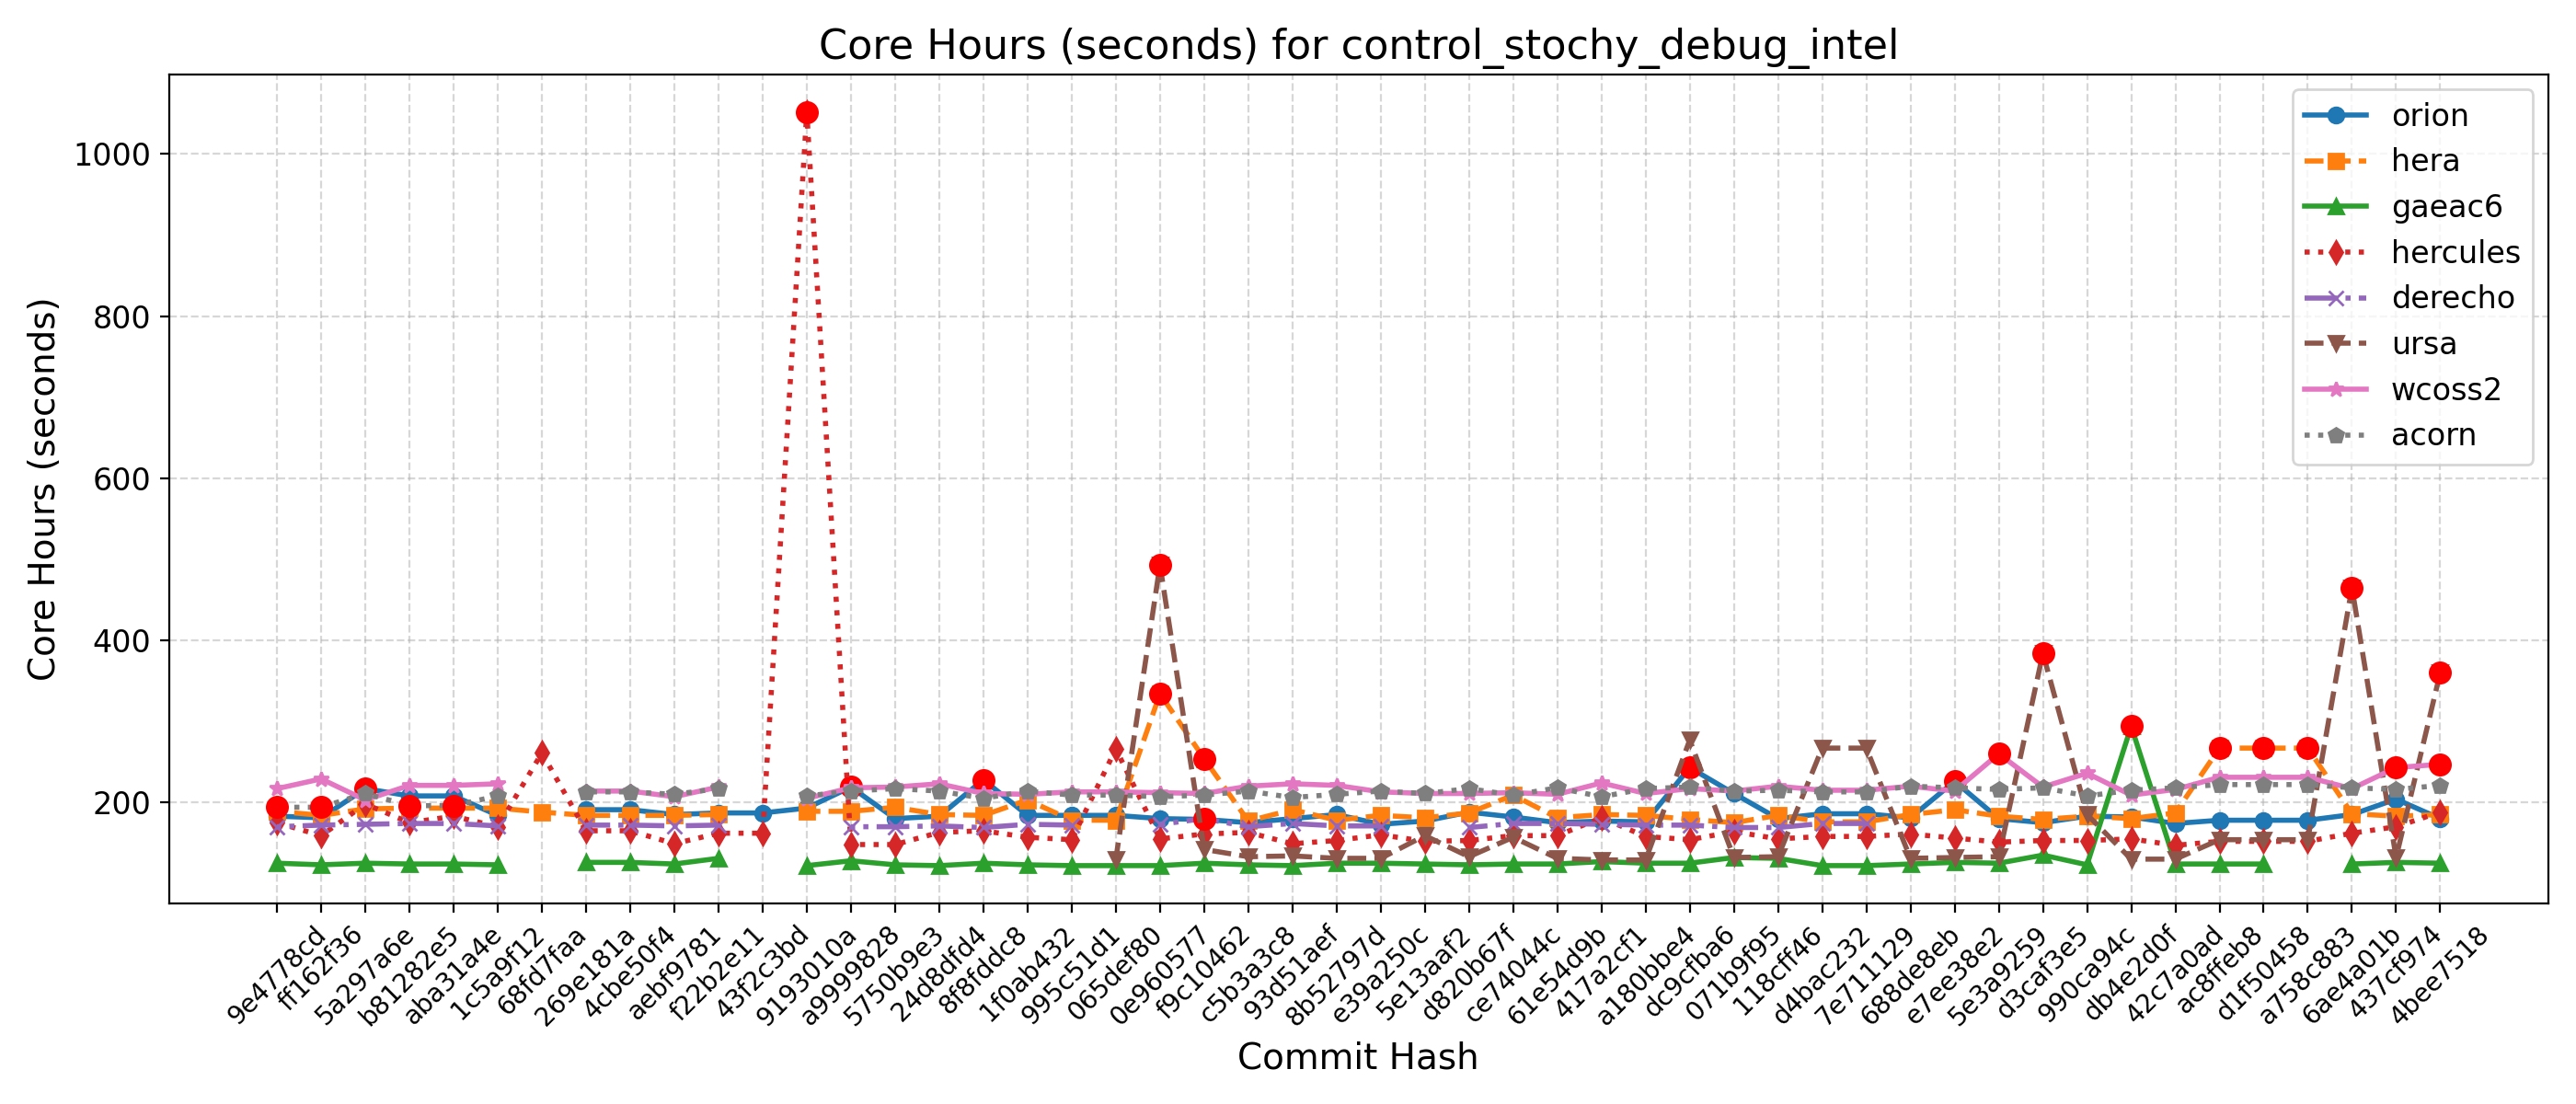 Core Hours (seconds) for control_stochy_debug_intel
Core Hours (seconds)
1000
800
600
400
200
orion
hera
gaeac6
hercules
derecho
ursa
wcoss2
acorn
9e4778cd
ff162f36
5a297a6e
b81282e5
aba31a4e
1c5a9f12
68fd7faa
269e181a
4cbe50f4
aebf9781
f22b2e11
43f2c3bd
9193010a
a9999828
5750b9e3
24d8dfd4
8f8fddc8
1f0ab432
995c51d1
065def80
0e960577
f9c10462
c5b3a3c8
93d51aef
8b52797d
e39a250c
5e13aaf2
d820b67f
ce74044c
61e54d9b
417a2cf1
a180bbe4
dc9cfba6
071b9f95
118cff46
d4bac232
7e711129
688de8eb
e7ee38e2
5e3a9259
d3caf3e5
990ca94c
db4e2d0f
42c7a0ad
ac8ffeb8
d1f50458
a758c883
6ae4a01b
437cf974
4bee7518
Commit Hash